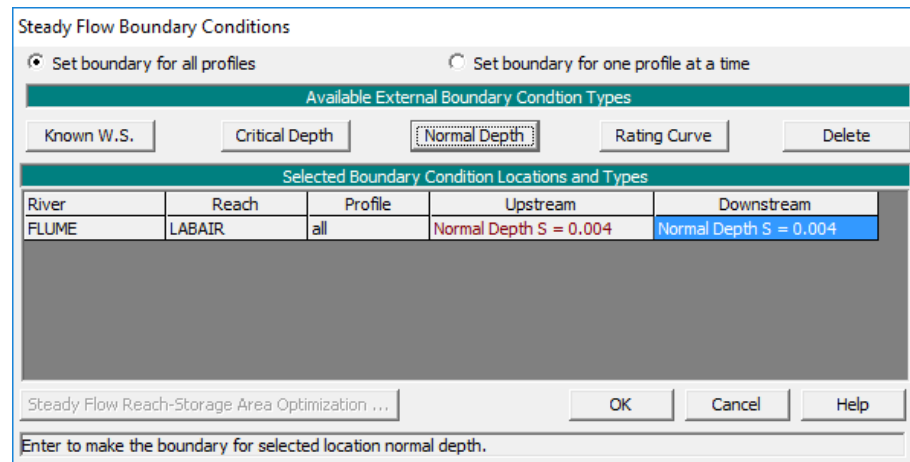 Steady Flow Boundary Conditions
Set boundary for all profiles Set boundary for one profile at a time
Available External Boundary Condtion Types
Known W.S. Critical Depth Normal Depth Rating Curve Delete
Selected Boundary Condition Locations and Types
River Reach Profile Upstream Downstream
FLUME LABAIR all Normal Depth S = 0.004 Normal Depth S = 0.004
Steady Flow Reach-Storage Area Optimization ... OK Cancel Help
Enter to make the boundary for selected location normal depth.